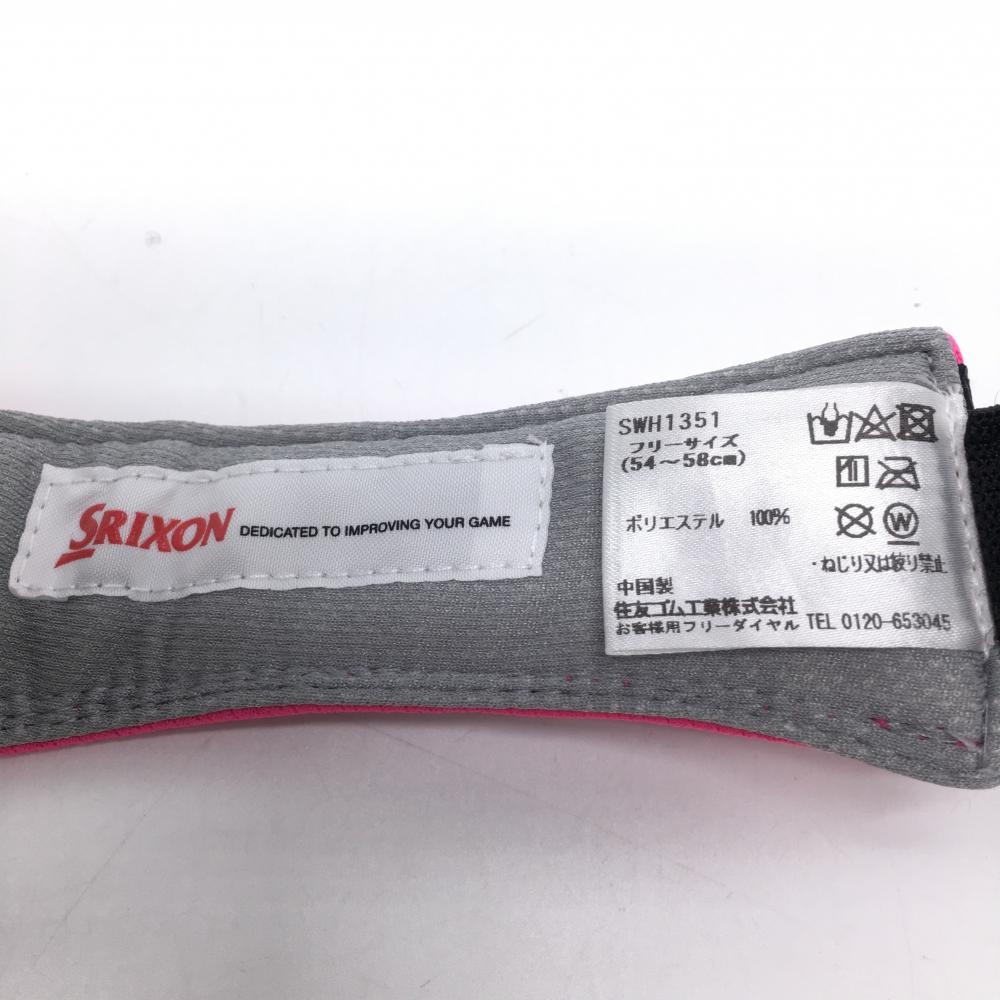 SRIXON DEDICATED TO IMPROVING YOUR GAME
SWH1351
フリーサイズ
(54～58cm)
ポリエステル 100%
W
・ねじり又は絞り禁止
中国製
住友ゴム工業株式会社
お客様用フリーダイヤル TEL 0120-653045